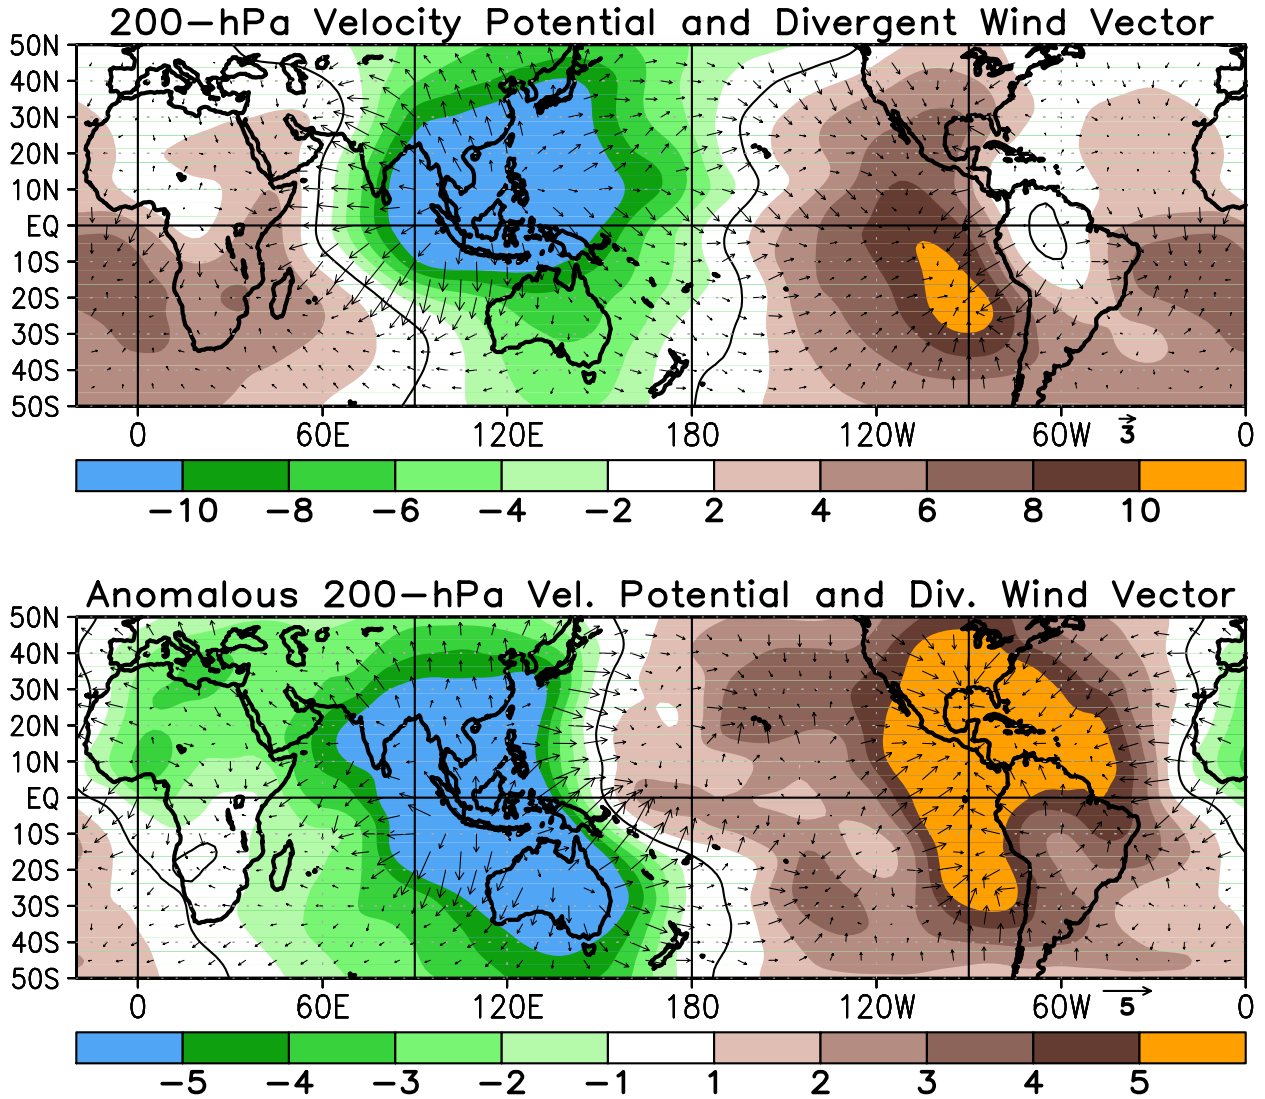 200-hPa Velocity Potential and Divergent Wind Vector
50N
40N
30N
20N
10N
EQ
10S
20S
30S
40S
50S
0 60E 120E 180 120W 60W 0
3
-10 -8 -6 -4 -2 2 4 6 8 10
Anomalous 200-hPa Vel. Potential and Div. Wind Vector
50N
40N
30N
20N
10N
EQ
10S
20S
30S
40S
50S
0 60E 120E 180 120W 60W 0
5
-5 -4 -3 -2 -1 1 2 3 4 5